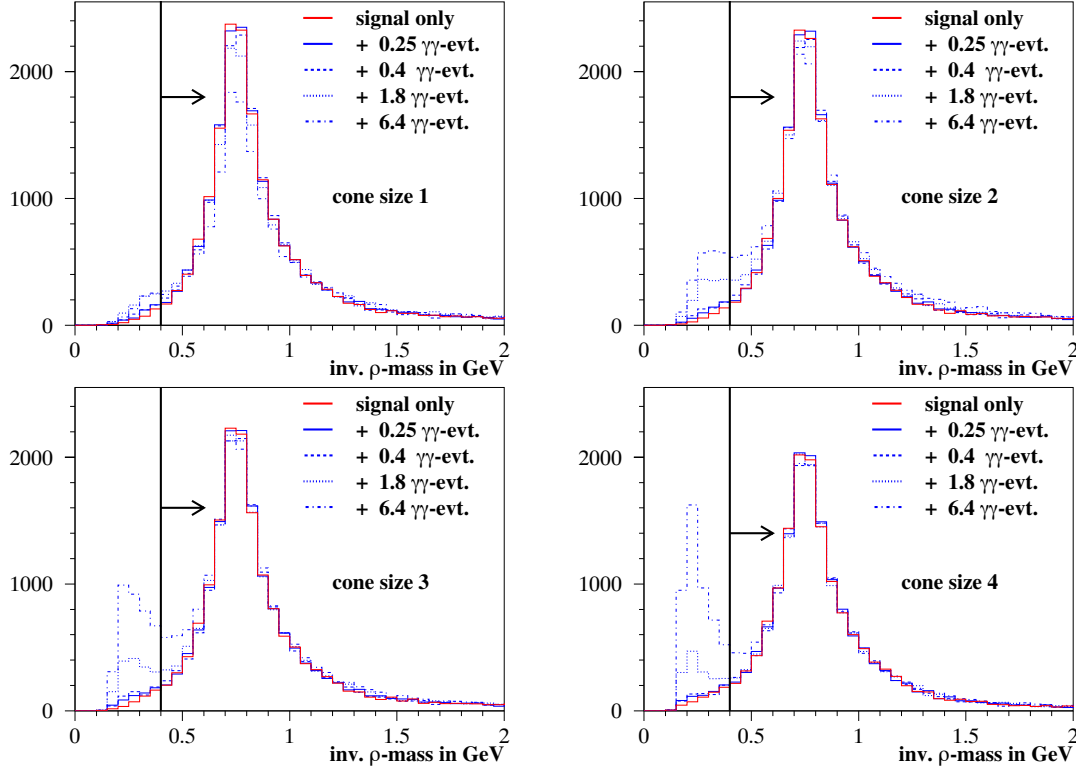 signal only
+ 0.25 γγ-evt.
+ 0.4 γγ-evt.
+ 1.8 γγ-evt.
+ 6.4 γγ-evt.
cone size 1
2000
1000
0
0 0.5 1 1.5 2
inv. ρ-mass in GeV
signal only
+ 0.25 γγ-evt.
+ 0.4 γγ-evt.
+ 1.8 γγ-evt.
+ 6.4 γγ-evt.
cone size 2
2000
1000
0
0 0.5 1 1.5 2
inv. ρ-mass in GeV
signal only
+ 0.25 γγ-evt.
+ 0.4 γγ-evt.
+ 1.8 γγ-evt.
+ 6.4 γγ-evt.
cone size 3
2000
1000
0
0 0.5 1 1.5 2
inv. ρ-mass in GeV
signal only
+ 0.25 γγ-evt.
+ 0.4 γγ-evt.
+ 1.8 γγ-evt.
+ 6.4 γγ-evt.
cone size 4
2000
1000
0
0 0.5 1 1.5 2
inv. ρ-mass in GeV